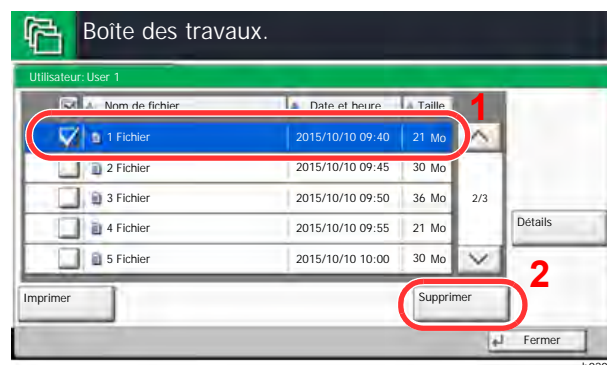 Boîte des travaux.
Utilisateur: User 1
Nom de fichier Date et heure Taille 1
1 Fichier 2015/10/10 09:40 21 Mo
2 Fichier 2015/10/10 09:45 30 Mo
3 Fichier 2015/10/10 09:50 36 Mo 2/3
4 Fichier 2015/10/10 09:55 21 Mo Détails
5 Fichier 2015/10/10 10:00 30 Mo
2
Imprimer Supprimer
Fermer